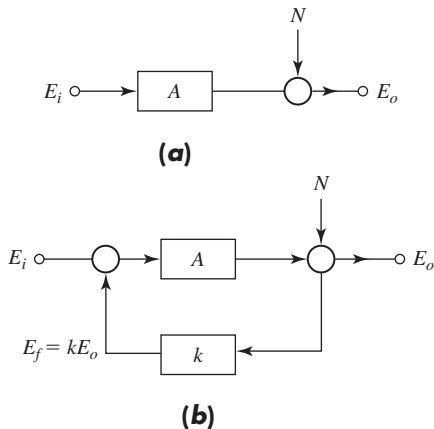 N
E_i
A
E_o
(a)
N
E_i
A
E_o
E_f = kE_o
k
(b)